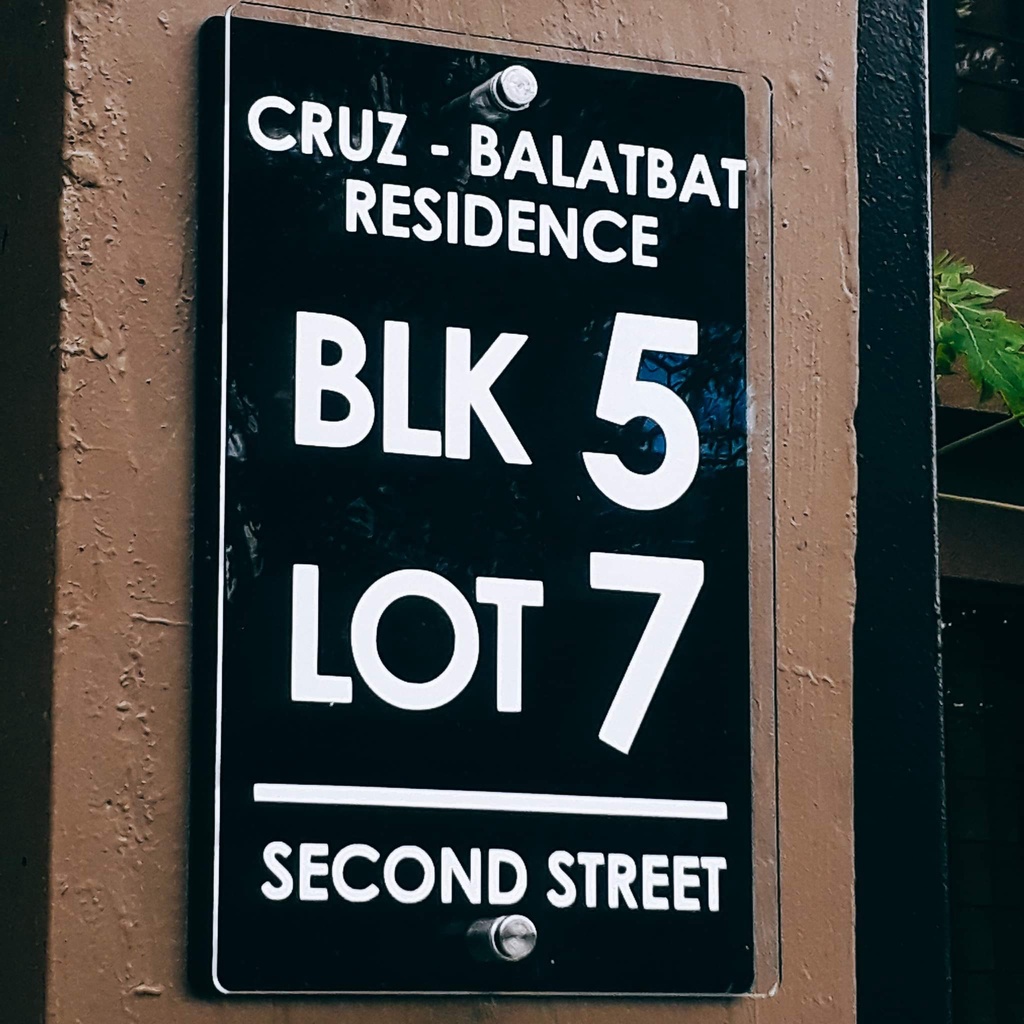 CRUZ - BALATBAT
RESIDENCE
BLK 5
LOT 7
SECOND STREET